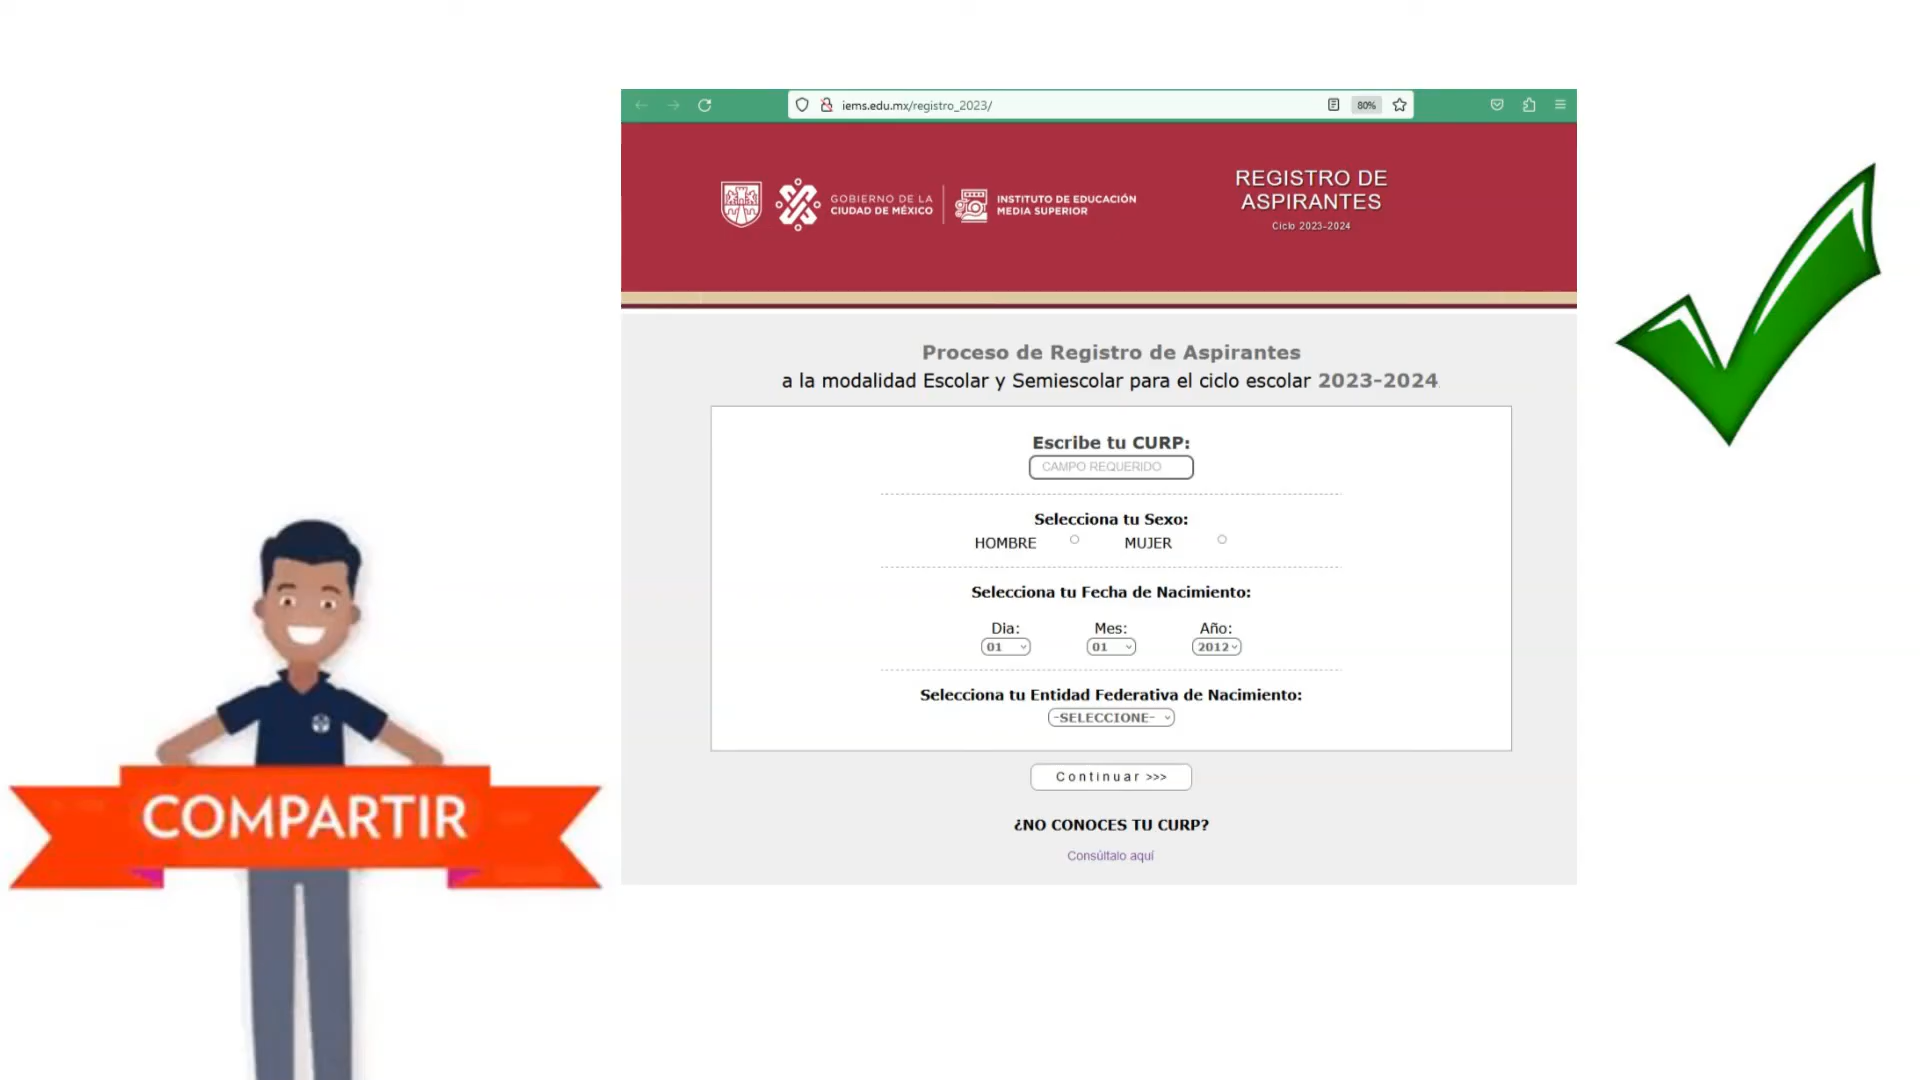 iems.edu.mx/registro_2023/
80%
GOBIERNO DE LA
CIUDAD DE MÉXICO
INSTITUTO DE EDUCACIÓN
MEDIA SUPERIOR
REGISTRO DE
ASPIRANTES
Ciclo 2023-2024
Proceso de Registro de Aspirantes
a la modalidad Escolar y Semiescolar para el ciclo escolar 2023-2024
Escribe tu CURP:
CAMPO REQUERIDO
Selecciona tu Sexo:
HOMBRE MUJER
Selecciona tu Fecha de Nacimiento:
Dia: Mes: Año:
01 01 2012
Selecciona tu Entidad Federativa de Nacimiento:
-SELECCIONE-
Continuar >>>
¿NO CONOCES TU CURP?
Consúltalo aquí
COMPARTIR